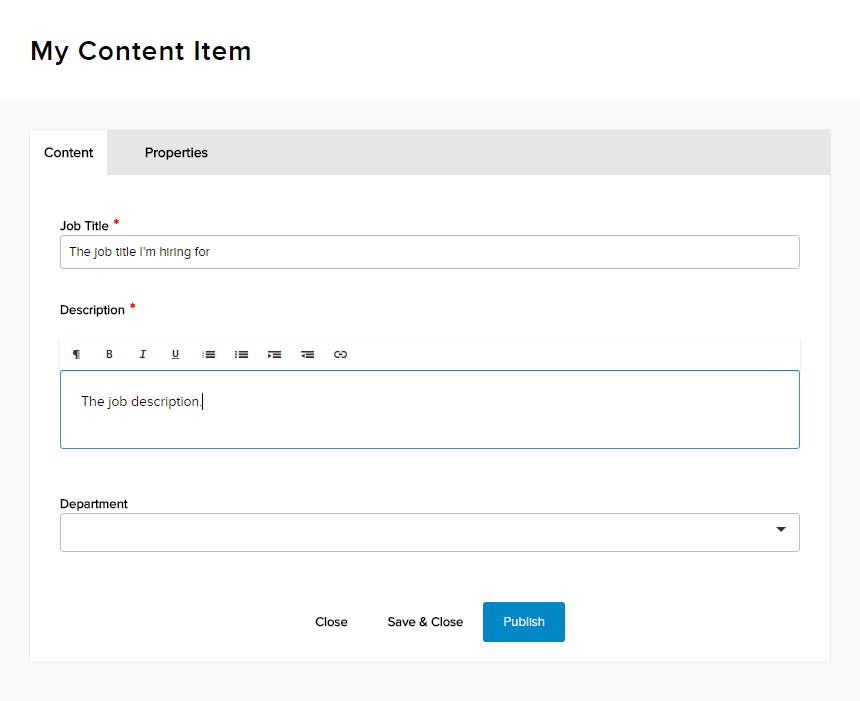 My Content Item
Content Properties
Job Title *
The job title I'm hiring for
Description *
¶ B I U
The job description.
Department
Close Save & Close Publish